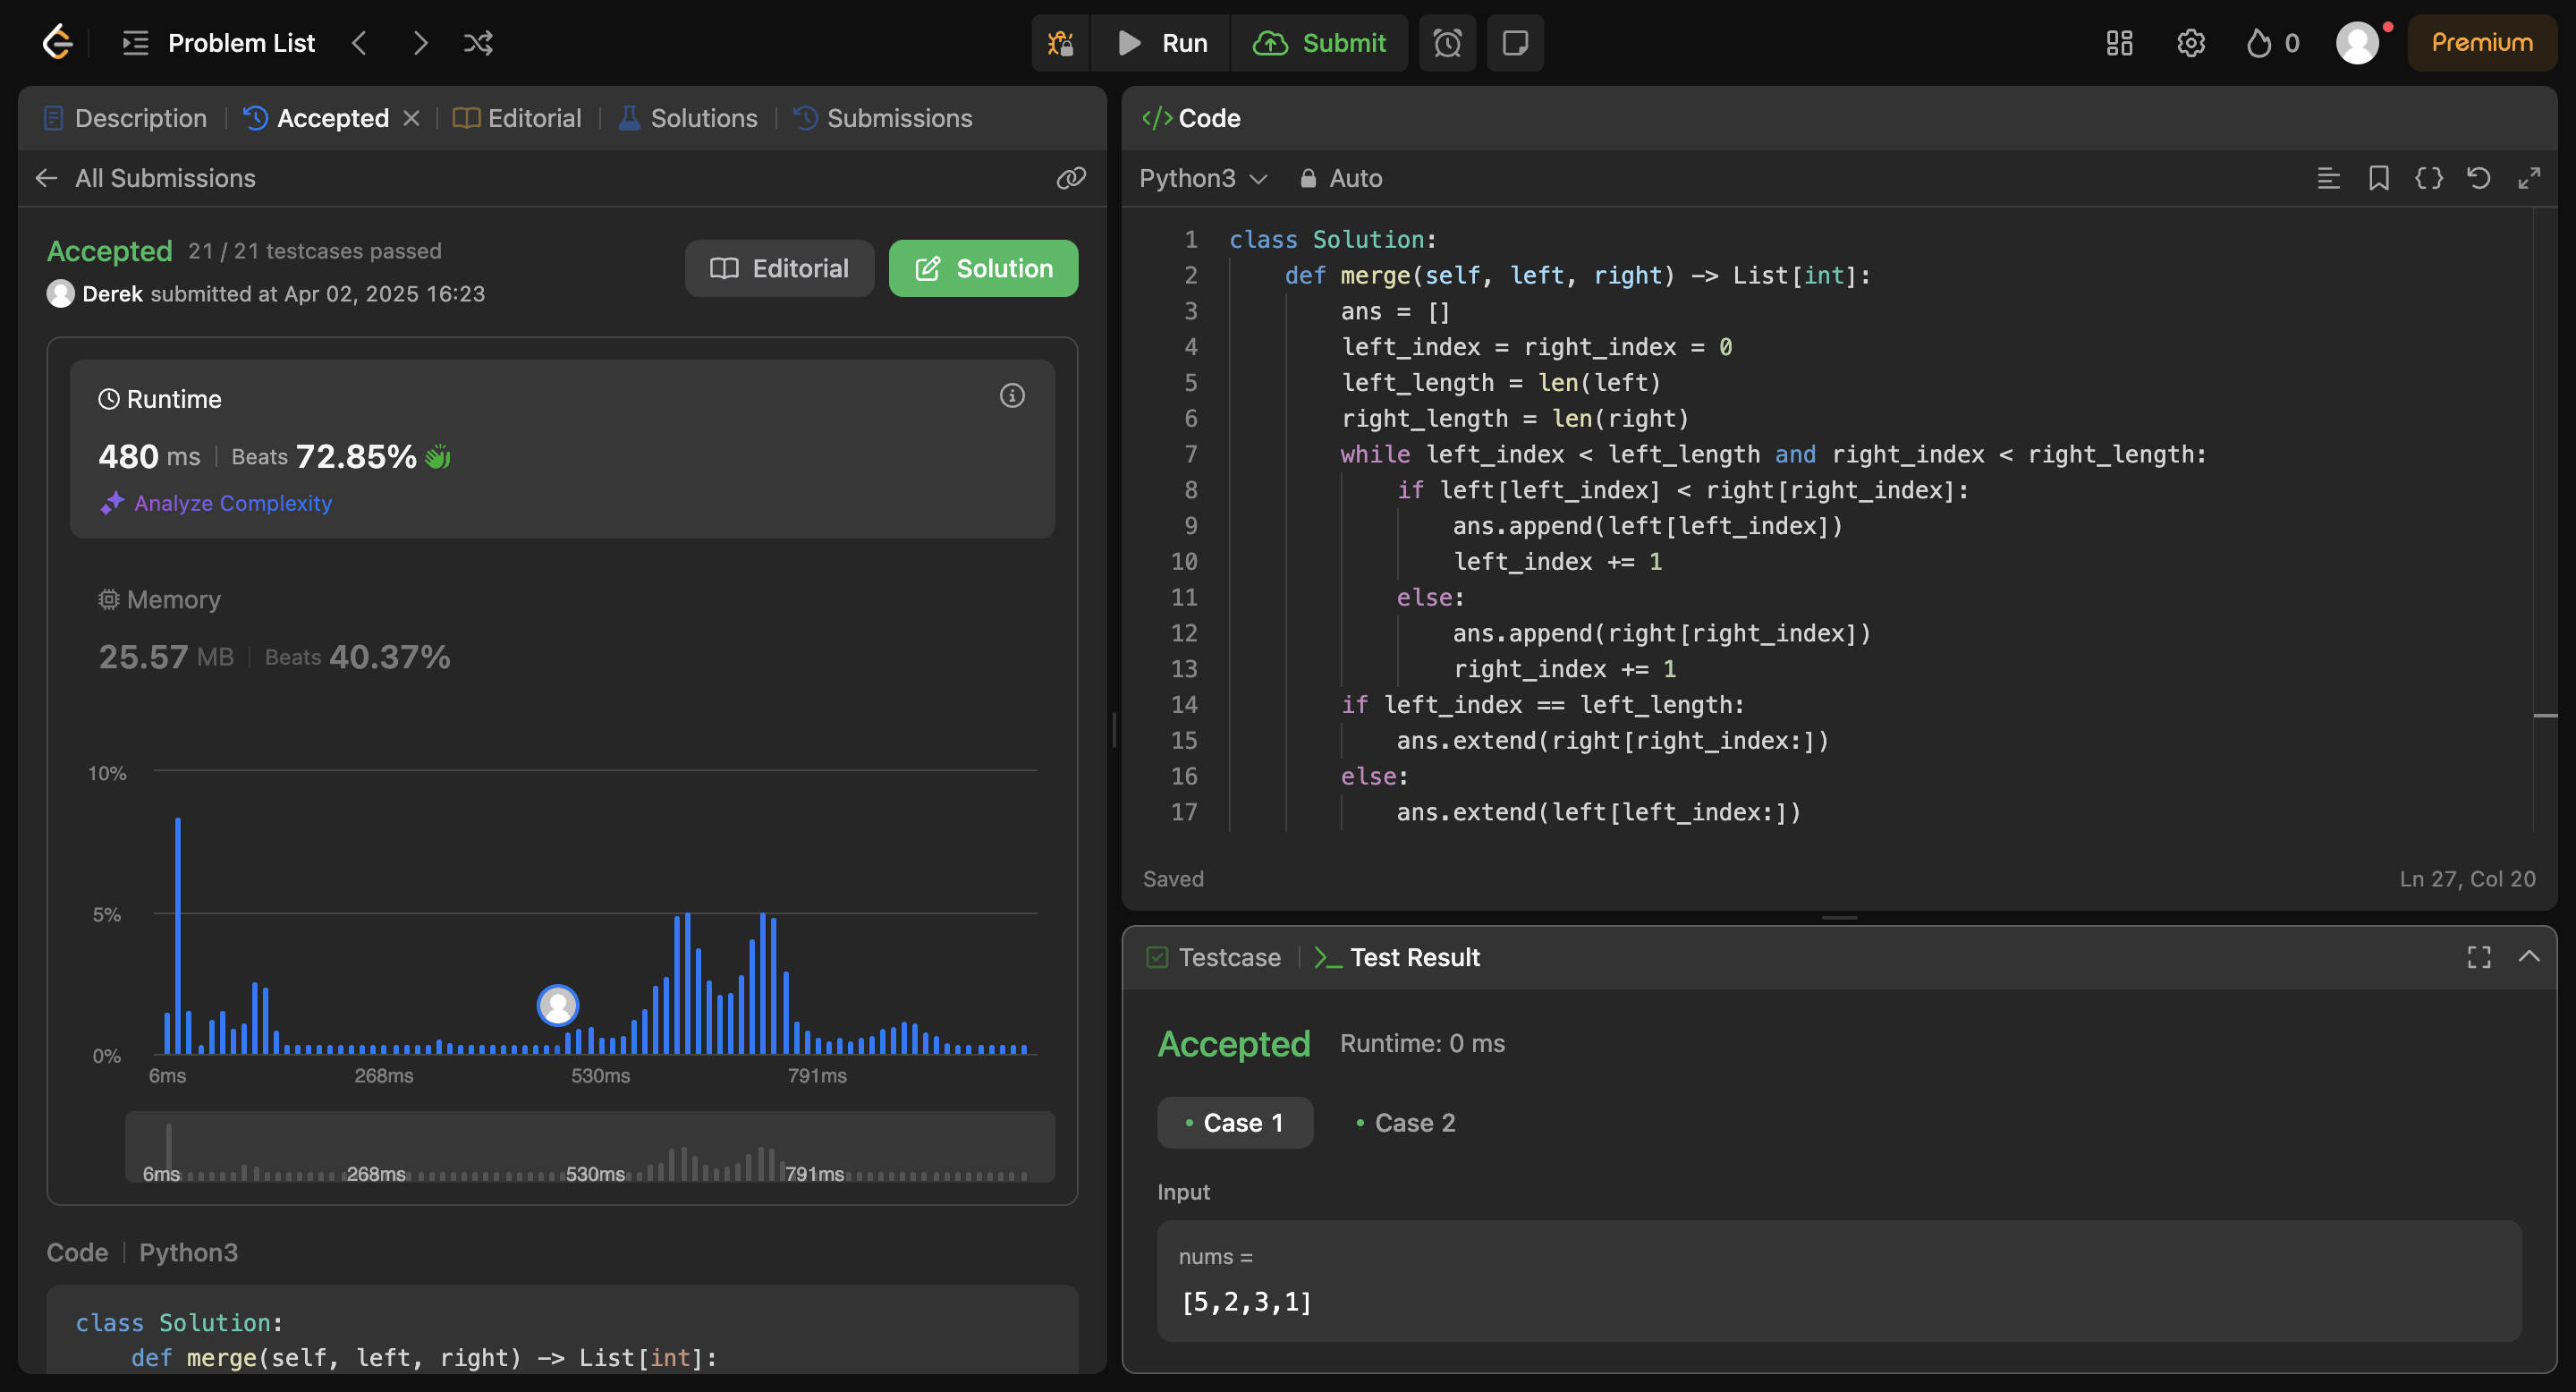 Problem List
Run
Submit
0
Premium
Description
Accepted
Editorial
Solutions
Submissions
All Submissions
Accepted 21 / 21 testcases passed
Derek submitted at Apr 02, 2025 16:23
Editorial
Solution
Runtime
480 ms Beats 72.85%
Analyze Complexity
Memory
25.57 MB Beats 40.37%
10%
5%
0%
6ms 268ms 530ms 791ms
6ms 268ms 530ms 791ms
Code Python3
class Solution:
    def merge(self, left, right) -> List[int]:
</> Code
Python3 Auto
1 class Solution:
2     def merge(self, left, right) -> List[int]:
3         ans = []
4         left_index = right_index = 0
5         left_length = len(left)
6         right_length = len(right)
7         while left_index < left_length and right_index < right_length:
8             if left[left_index] < right[right_index]:
9                 ans.append(left[left_index])
10                 left_index += 1
11             else:
12                 ans.append(right[right_index])
13                 right_index += 1
14         if left_index == left_length:
15             ans.extend(right[right_index:])
16         else:
17             ans.extend(left[left_index:])
Saved
Ln 27, Col 20
Testcase
Test Result
Accepted Runtime: 0 ms
Case 1
Case 2
Input
nums =
[5,2,3,1]